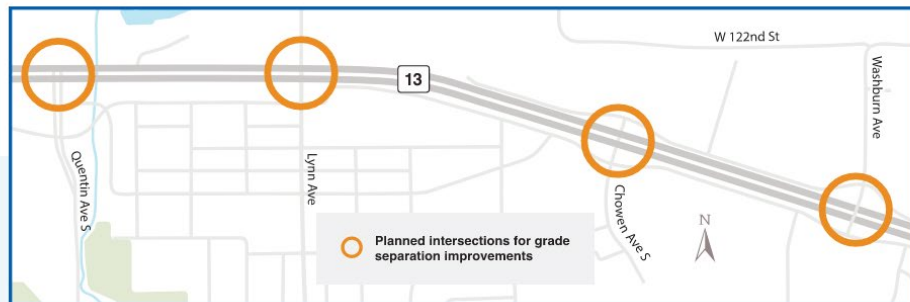 W 122nd St
Washburn Ave
13
Quentin Ave S
Lynn Ave
Chowen Ave S
N
Planned intersections for grade
separation improvements